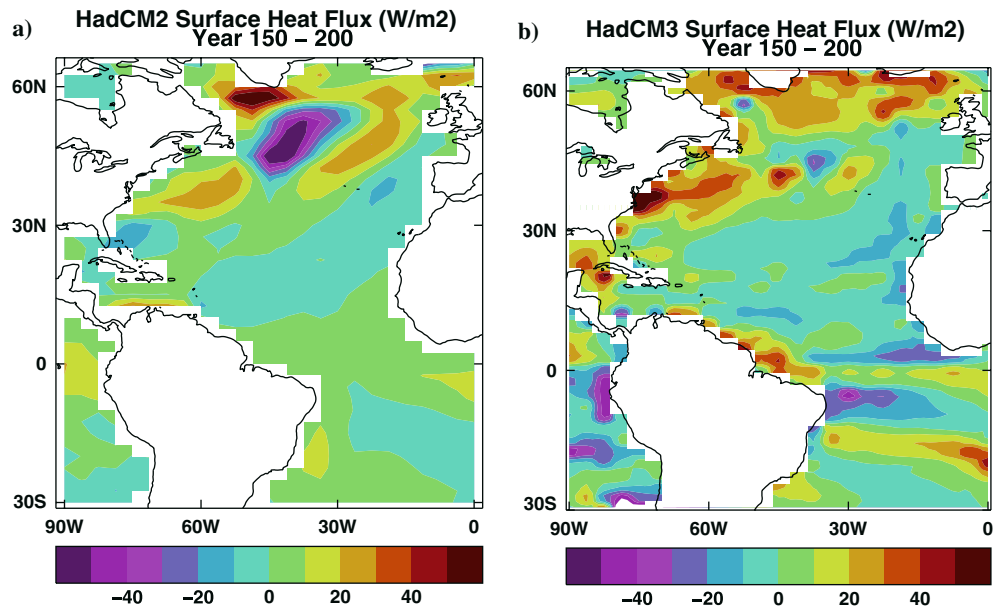 a)
HadCM2 Surface Heat Flux (W/m2)
Year 150 – 200
60N
30N
0
30S
90W 60W 30W 0
−40 −20 0 20 40
b)
HadCM3 Surface Heat Flux (W/m2)
Year 150 – 200
60N
30N
0
30S
90W 60W 30W 0
−40 −20 0 20 40